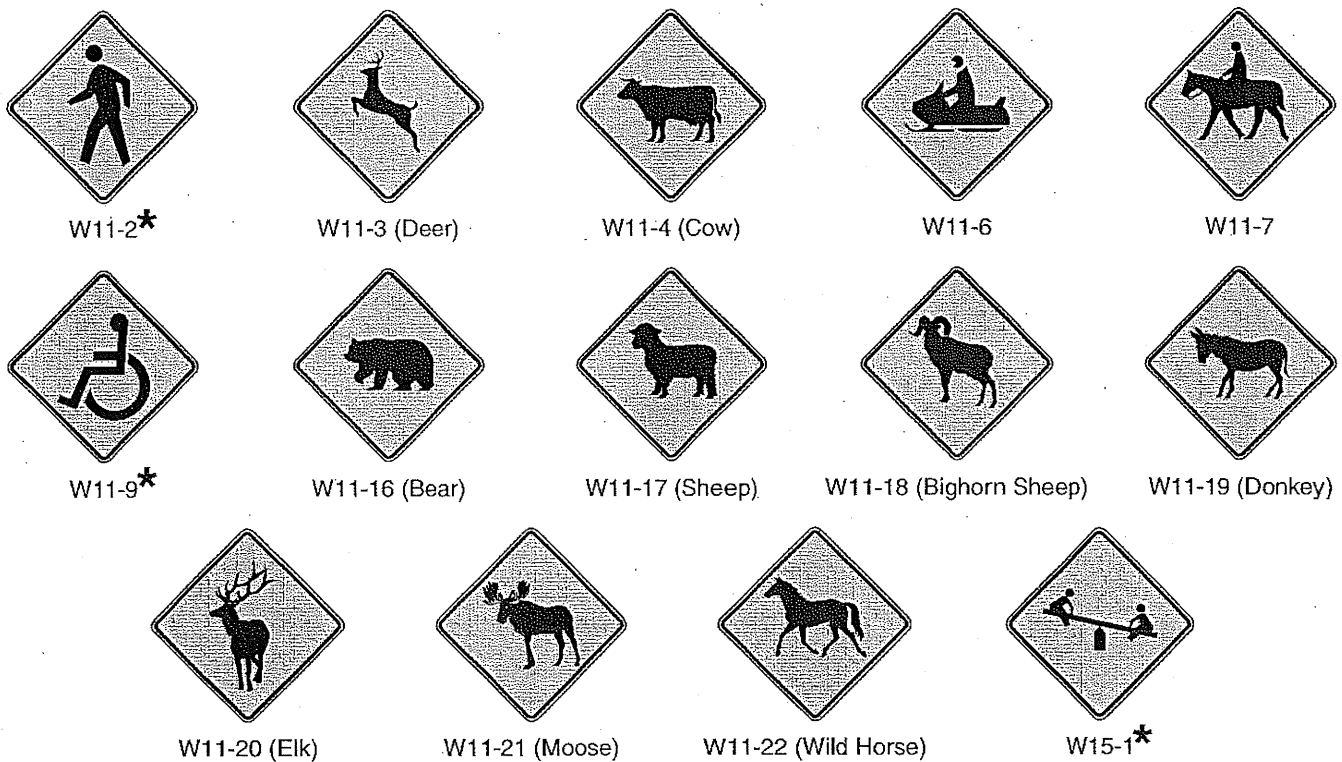 W11-2*
W11-3 (Deer)
W11-4 (Cow)
W11-6
W11-7
W11-9*
W11-16 (Bear)
W11-17 (Sheep)
W11-18 (Bighorn Sheep)
W11-19 (Donkey)
W11-20 (Elk)
W11-21 (Moose)
W11-22 (Wild Horse)
W15-1*